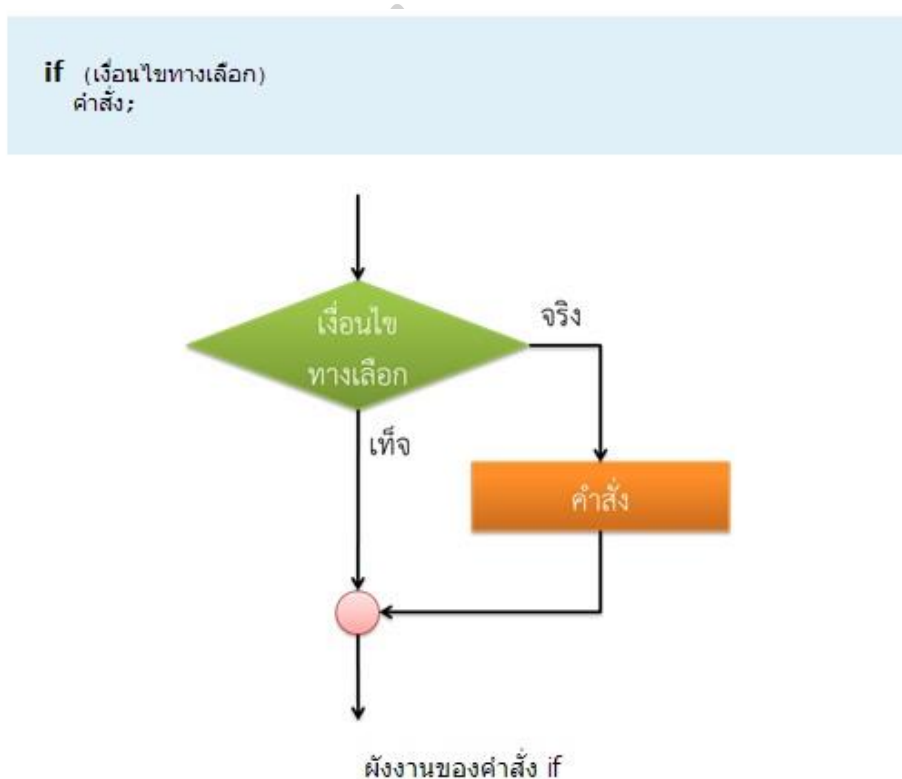 if (เงื่อนไขทางเลือก)
คำสั่ง;
เงื่อนไข
ทางเลือก
จริง
เท็จ
คำสั่ง
ผังงานของคำสั่ง if